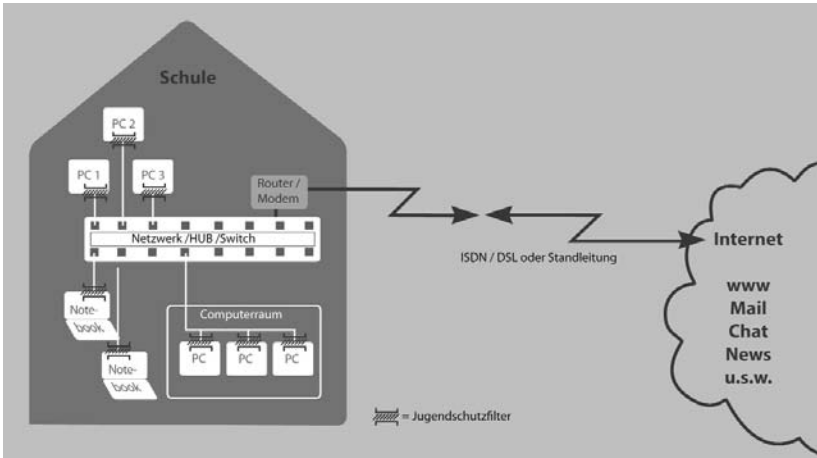 Schule
PC 2
PC 1
PC 3
Router /
Modem
Netzwerk /HUB /Switch
ISDN / DSL oder Standleitung
Internet
www
Mail
Chat
News
u.s.w.
Note-
book
Note-
book
Computerraum
PC
PC
PC
= Jugendschutzfilter